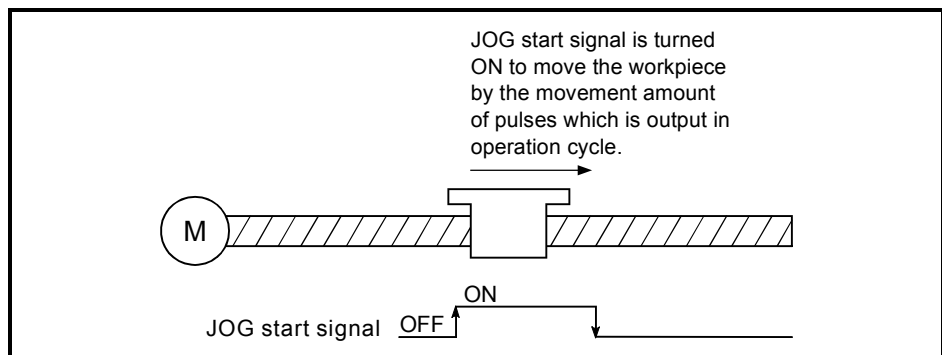 JOG start signal is turned
ON to move the workpiece
by the movement amount
of pulses which is output in
operation cycle.
M
ON
JOG start signal OFF